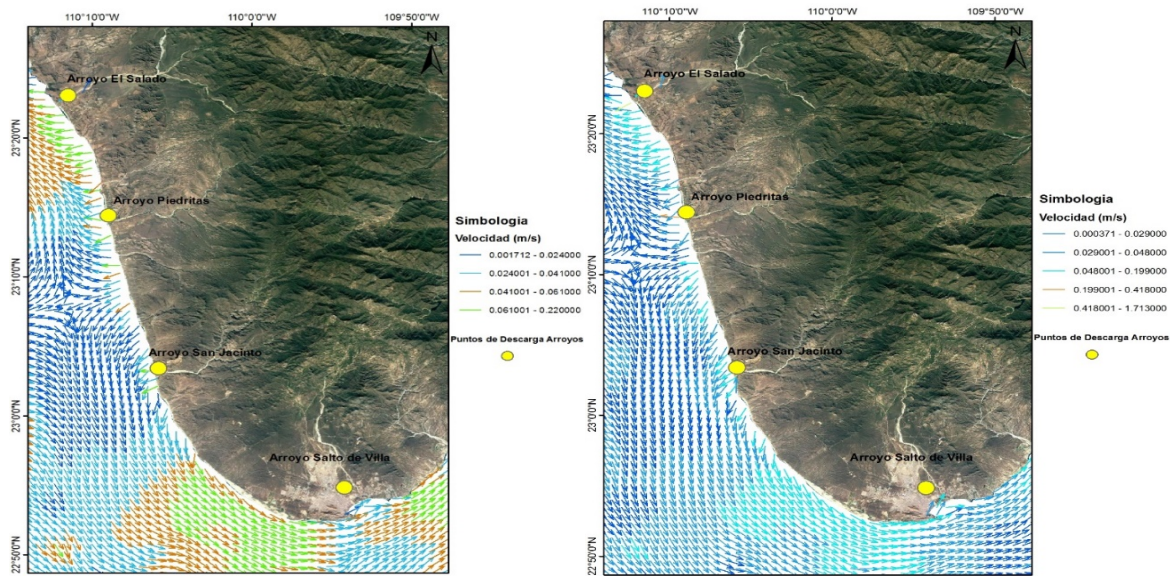 110°10'0"W
110°0'0"W
109°50'0"W
N
Arroyo El Salado
23°20'0"N
Arroyo Piedritas
23°10'0"N
Arroyo San Jacinto
23°0'0"N
Arroyo Salto de Villa
22°50'0"N
Simbologia
Velocidad (m/s)
0.001712 - 0.024000
0.024001 - 0.041000
0.041001 - 0.061000
0.061001 - 0.220000
Puntos de Descarga Arroyos
110°10'0"W
110°0'0"W
109°50'0"W
N
Arroyo El Salado
23°20'0"N
Arroyo Piedritas
23°10'0"N
Arroyo San Jacinto
23°0'0"N
Arroyo Salto de Villa
22°50'0"N
Simbologia
Velocidad (m/s)
0.000371 - 0.029000
0.029001 - 0.048000
0.048001 - 0.199000
0.199001 - 0.418000
0.418001 - 1.713000
Puntos de Descarga Arroyos